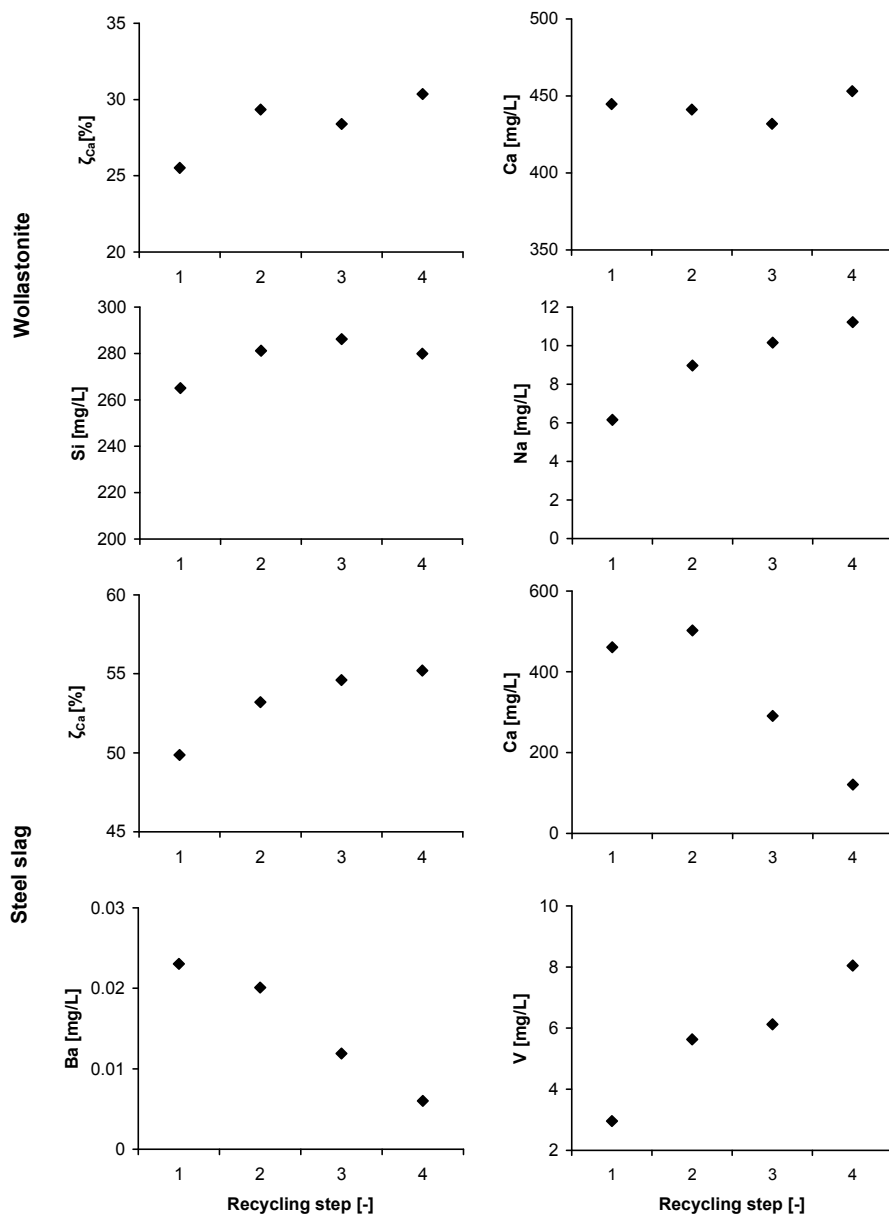 Wollastonite
35
30
25
20
ζCa[%]
1 2 3 4
500
450
400
350
Ca [mg/L]
1 2 3 4
300
280
260
240
220
200
Si [mg/L]
1 2 3 4
12
10
8
6
4
2
0
Na [mg/L]
1 2 3 4
Steel slag
60
55
50
45
ζCa [%]
1 2 3 4
600
400
200
0
Ca [mg/L]
1 2 3 4
0.03
0.02
0.01
0
Ba [mg/L]
1 2 3 4
Recycling step [-]
10
8
6
4
2
V [mg/L]
1 2 3 4
Recycling step [-]